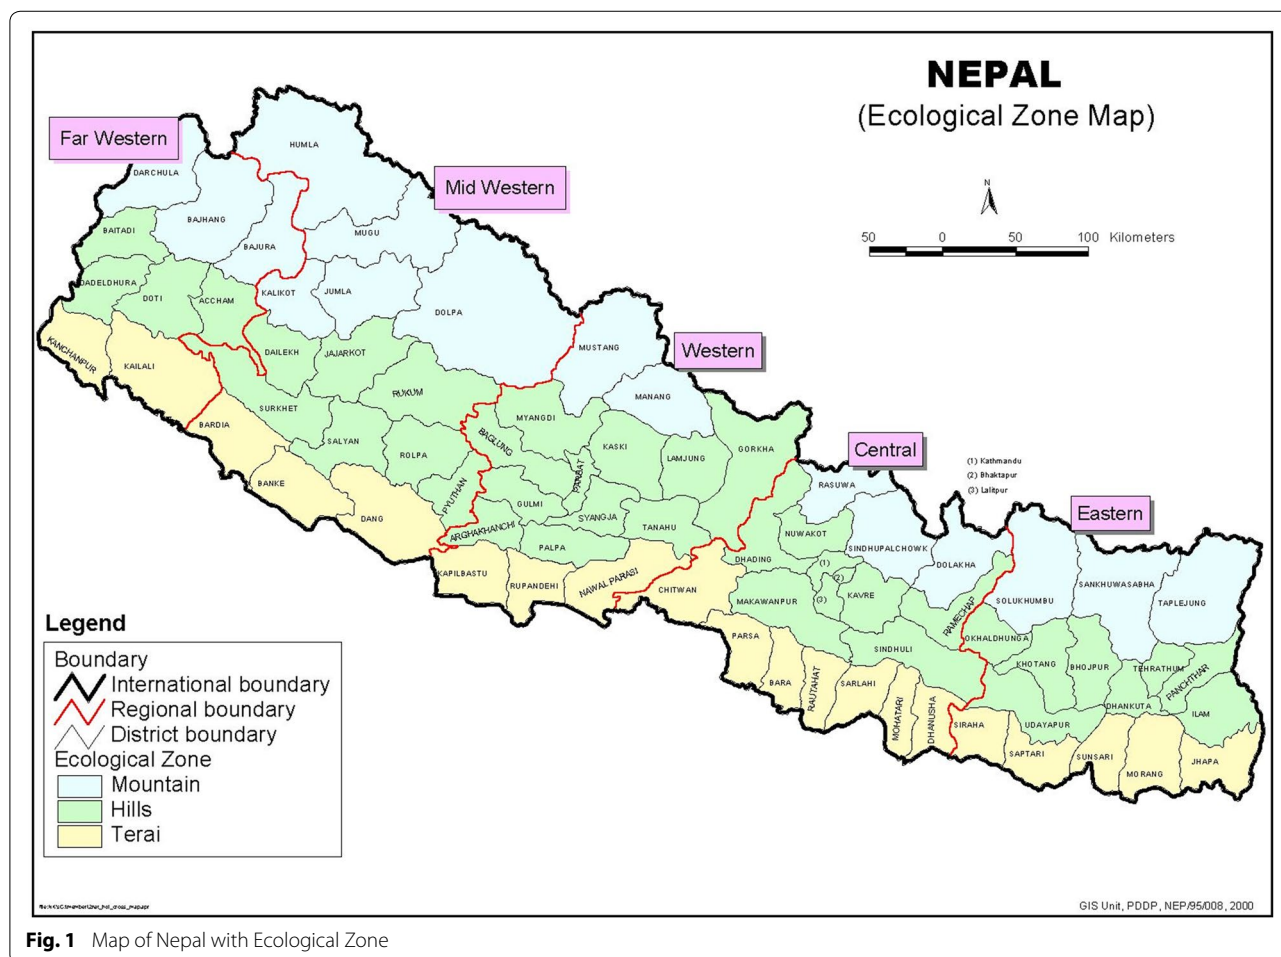 NEPAL
(Ecological Zone Map)
Far Western
Mid Western
Western
Central
Eastern
N
50 0 50 100 Kilometers
(1) Kathmandu
(2) Bhaktapur
(3) Lalitpur
HUMLA
DARCHULA
BAJHANG
BAITADI
BAJURA
MUGU
DADELDHURA
DOTI
ACCHAM
KALIKOT
JUMLA
DOLPA
KANCHANPUR
KAILALI
DAILEKH
JAJARKOT
MUSTANG
MANANG
RUKUM
SURKHET
BARDIA
SALYAN
ROLPA
MYANGDI
BAGLUNG
KASKI
PARBAT
LAMJUNG
GORKHA
BANKE
DANG
PYUTHAN
GULMI
ARGHAKHANCHI
SYANGJA
TANAHU
PALPA
KAPILBASTU
RUPANDEHI
NAWAL PARASI
CHITWAN
RASUWA
NUWAKOT
DHADING
SINDHUPALCHOWK
DOLAKHA
(1)
(2)
(3)
KAVRE
MAKAWANPUR
RAMECHAP
SINDHULI
PARSA
BARA
RAUTAHAT
SARLAHI
MOHATARI
DHANUSHA
SOLUKHUMBU
SANKHUWASABHA
TAPLEJUNG
OKHALDHUNGA
KHOTANG
BHOJPUR
TEHRATHUM
PANCHTHAR
DHANKUTA
ILAM
UDAYAPUR
SIRAHA
SAPTARI
SUNSARI
MORANG
JHAPA
Legend
Boundary
International boundary
Regional boundary
District boundary
Ecological Zone
Mountain
Hills
Terai
GIS Unit, PDDP, NEP/95/008, 2000
Fig. 1 Map of Nepal with Ecological Zone